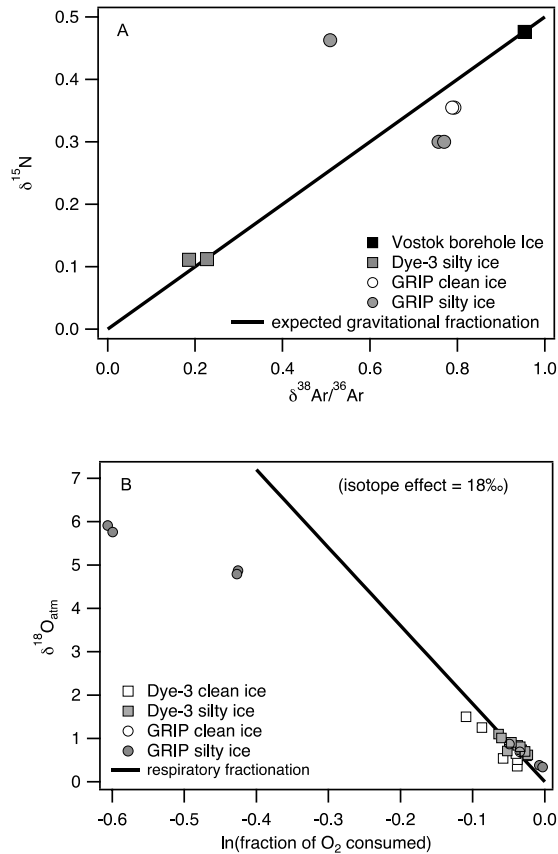 A
0.5
0.4
0.3
0.2
0.1
0.0
δ15N
Vostok borehole Ice
Dye-3 silty ice
GRIP clean ice
GRIP silty ice
expected gravitational fractionation
0.0 0.2 0.4 0.6 0.8 1.0
δ38Ar/36Ar
B
(isotope effect = 18‰)
7
6
5
4
3
2
1
0
δ18Oatm
Dye-3 clean ice
Dye-3 silty ice
GRIP clean ice
GRIP silty ice
respiratory fractionation
-0.6 -0.5 -0.4 -0.3 -0.2 -0.1 0.0
ln(fraction of O2 consumed)